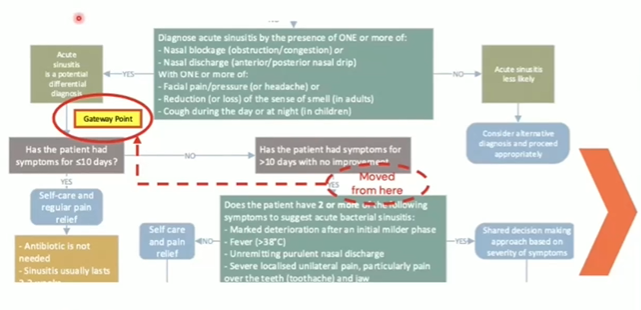 NO
Diagnose acute sinusitis by the presence of ONE or more of:
- Nasal blockage (obstruction/congestion) or
- Nasal discharge (anterior/posterior nasal drip)
With ONE or more of:
- Facial pain/pressure (or headache) or
- Reduction (or loss) of the sense of smell (in adults)
- Cough during the day or at night (in children)
Acute
sinusitis
is a potential
differential
diagnosis
YES
NO
Acute sinusitis
less likely
Gateway Point
Consider alternative
diagnosis and proceed
appropriately
Has the patient had
symptoms for ≤10 days?
NO
Has the patient had symptoms for
>10 days with no improvement
YES
YES
Moved
from here
Self-care and
regular pain
relief
Does the patient have 2 or more of the following
symptoms to suggest acute bacterial sinusitis:
- Marked deterioration after an initial milder phase
- Fever (>38°C)
- Unremitting purulent nasal discharge
- Severe localised unilateral pain, particularly pain
over the teeth (toothache) and jaw
Self care
and pain
relief
NO
YES
Shared decision making
approach based on
severity of symptoms
- Antibiotic is not
needed
- Sinusitis usually lasts